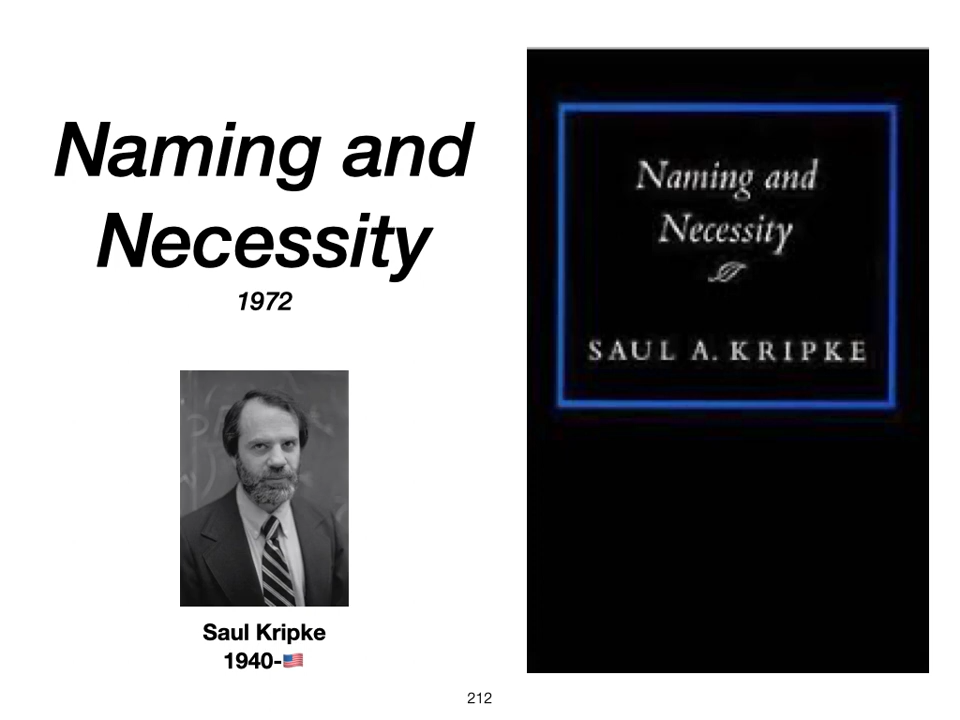 Naming and
Necessity
1972
Saul Kripke
1940-🇺🇸
Naming and
Necessity
SAUL A. KRIPKE
212